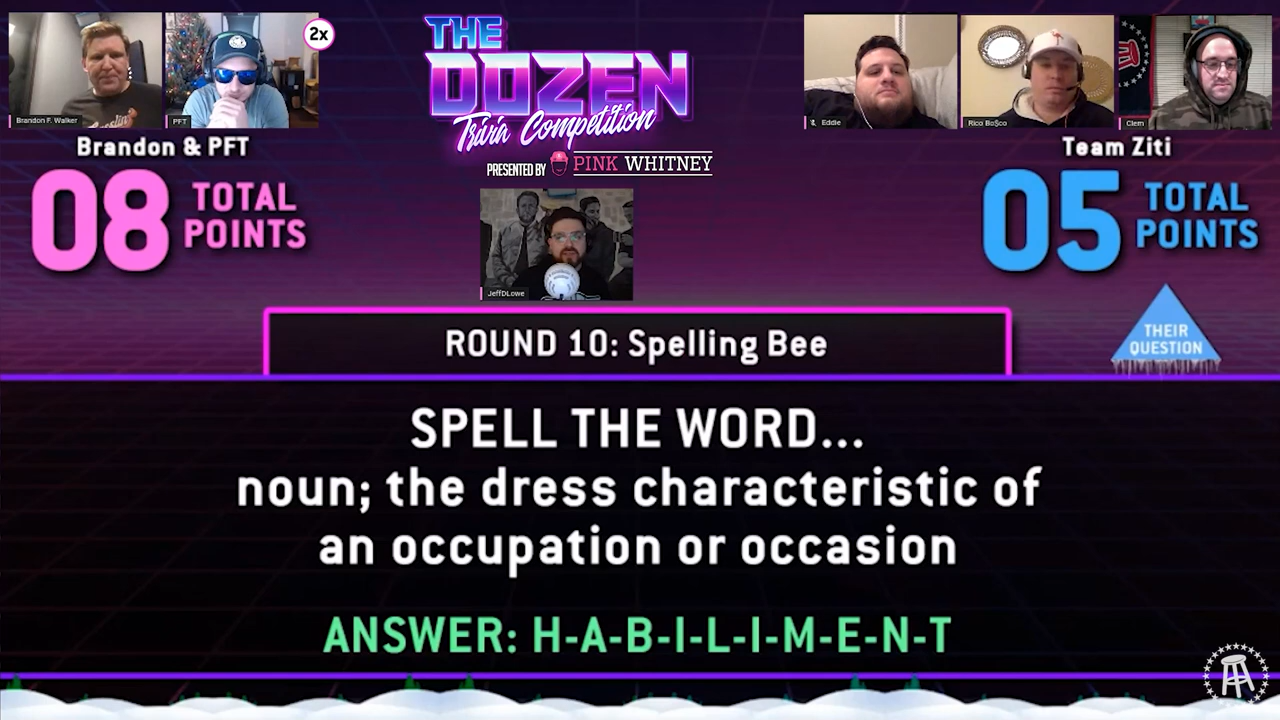 Brandon F. Walker
PFT
2x
THE
DOZEN
Trivia Competition
PRESENTED BY PINK WHITNEY
Eddie
Rico Bo$co
Clem
Brandon & PFT
08 TOTAL
POINTS
JeffDLowe
Team Ziti
05 TOTAL
POINTS
THEIR
QUESTION
ROUND 10: Spelling Bee
SPELL THE WORD...
noun; the dress characteristic of
an occupation or occasion
ANSWER: H-A-B-I-L-I-M-E-N-T